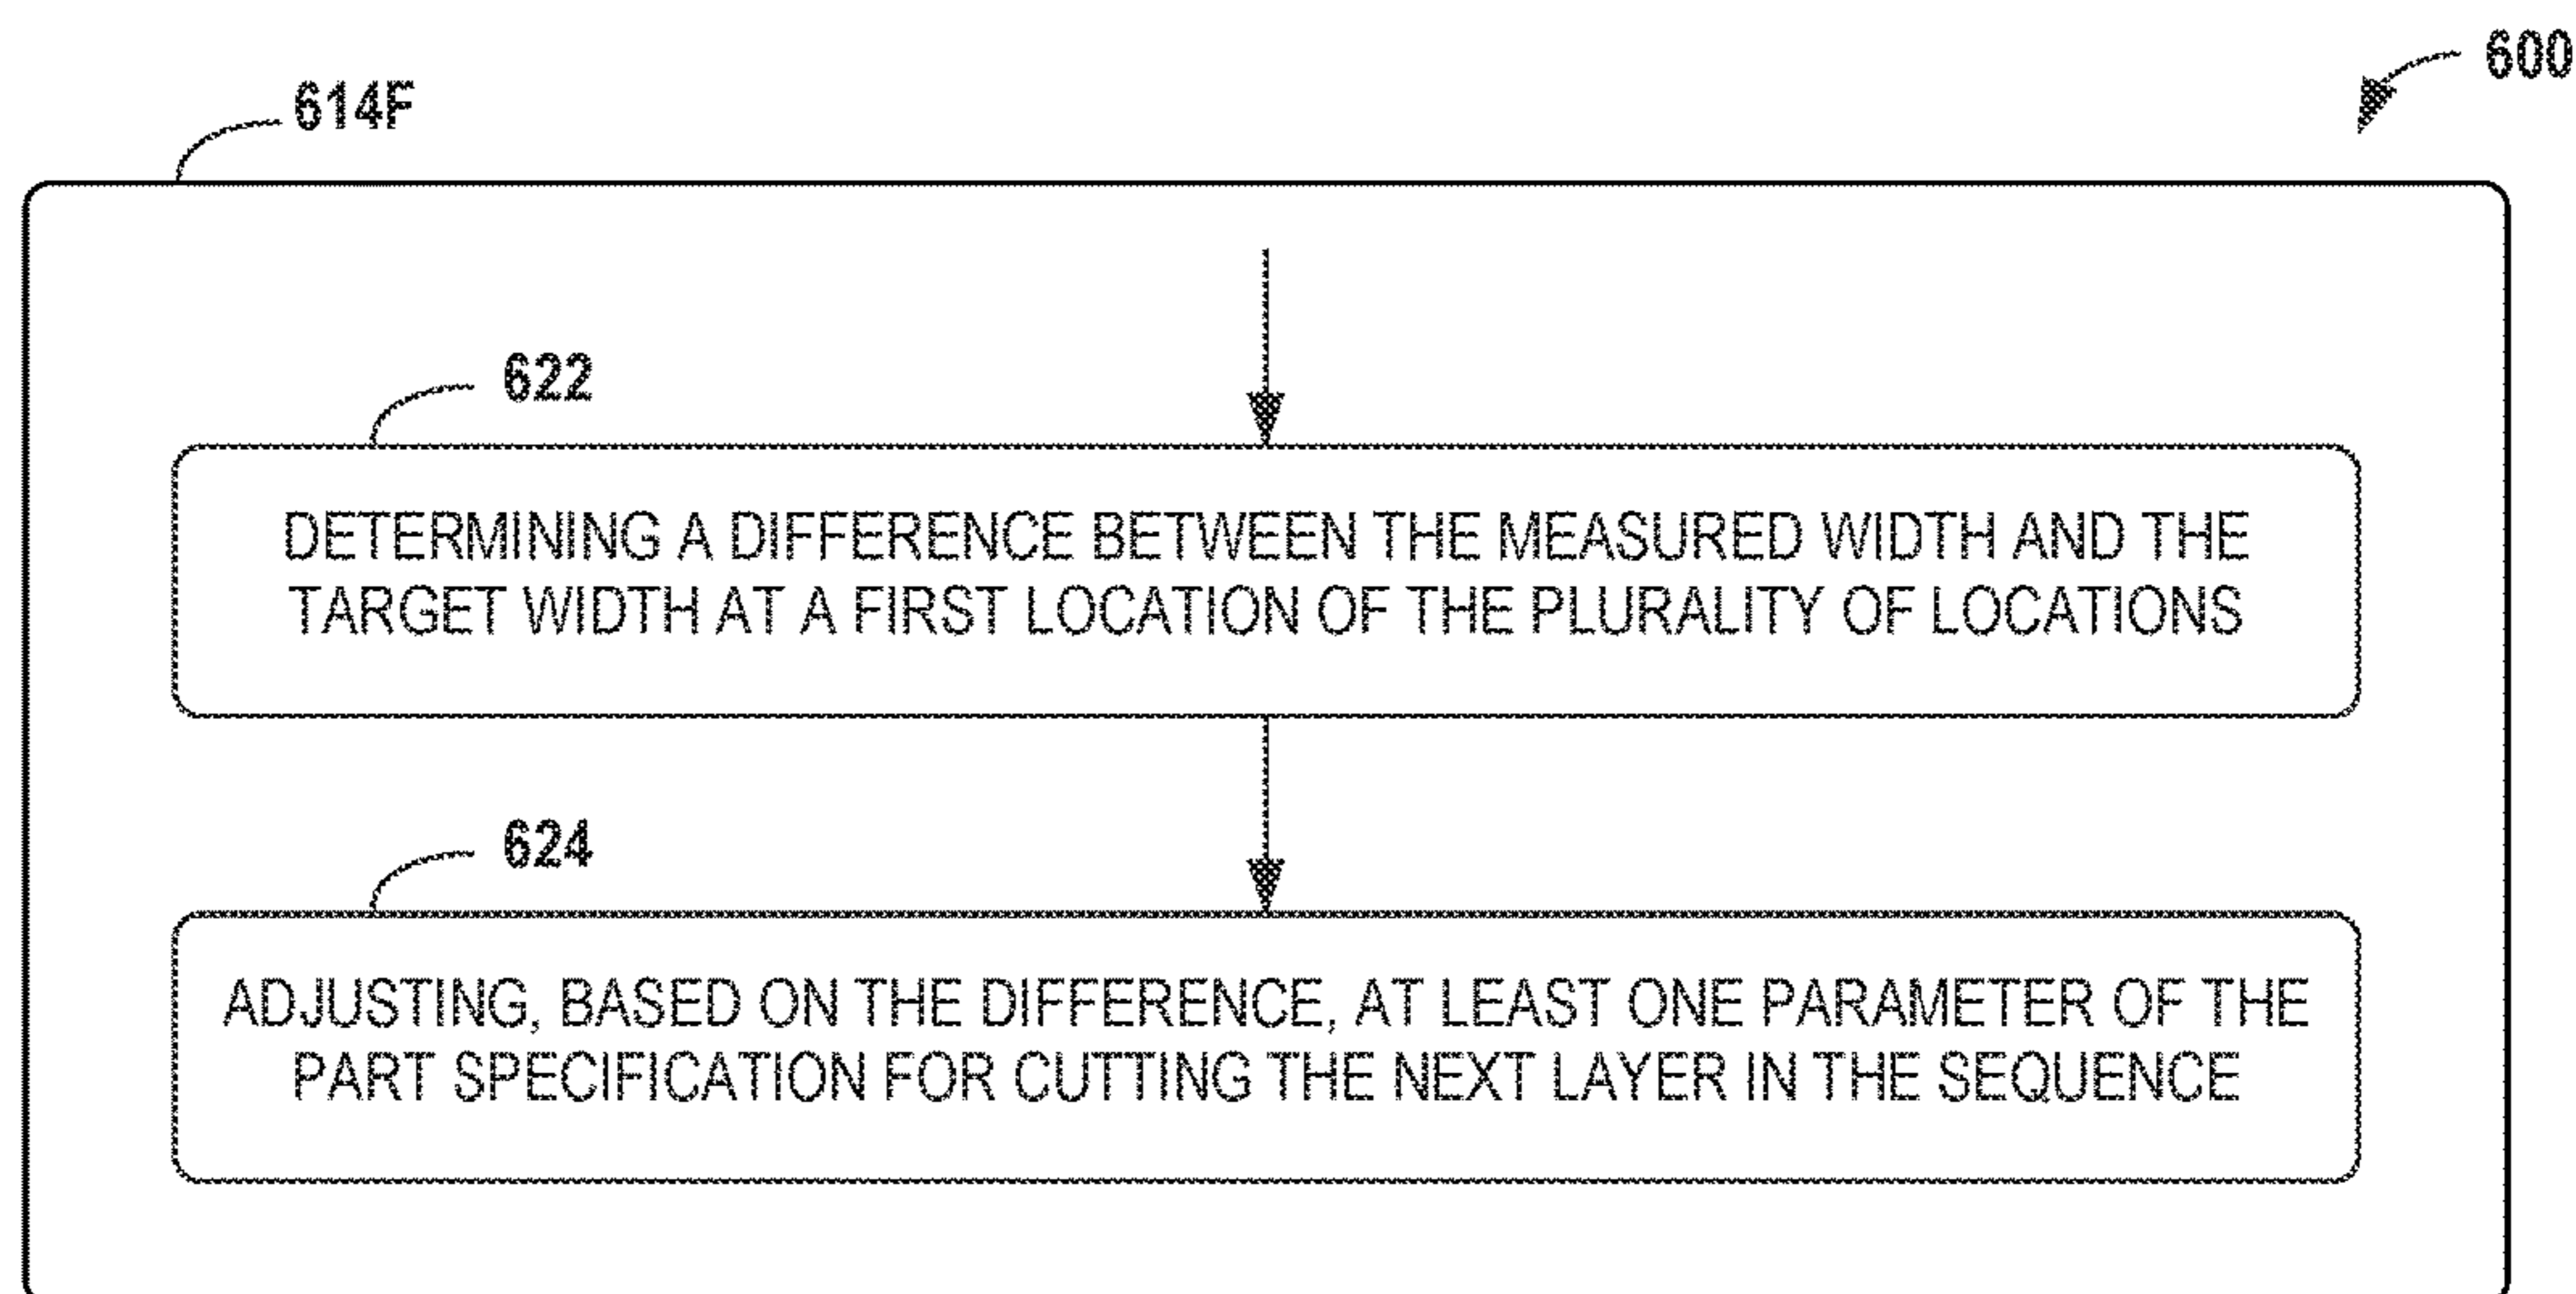 600
614F
622
DETERMINING A DIFFERENCE BETWEEN THE MEASURED WIDTH AND THE
TARGET WIDTH AT A FIRST LOCATION OF THE PLURALITY OF LOCATIONS
624
ADJUSTING, BASED ON THE DIFFERENCE, AT LEAST ONE PARAMETER OF THE
PART SPECIFICATION FOR CUTTING THE NEXT LAYER IN THE SEQUENCE